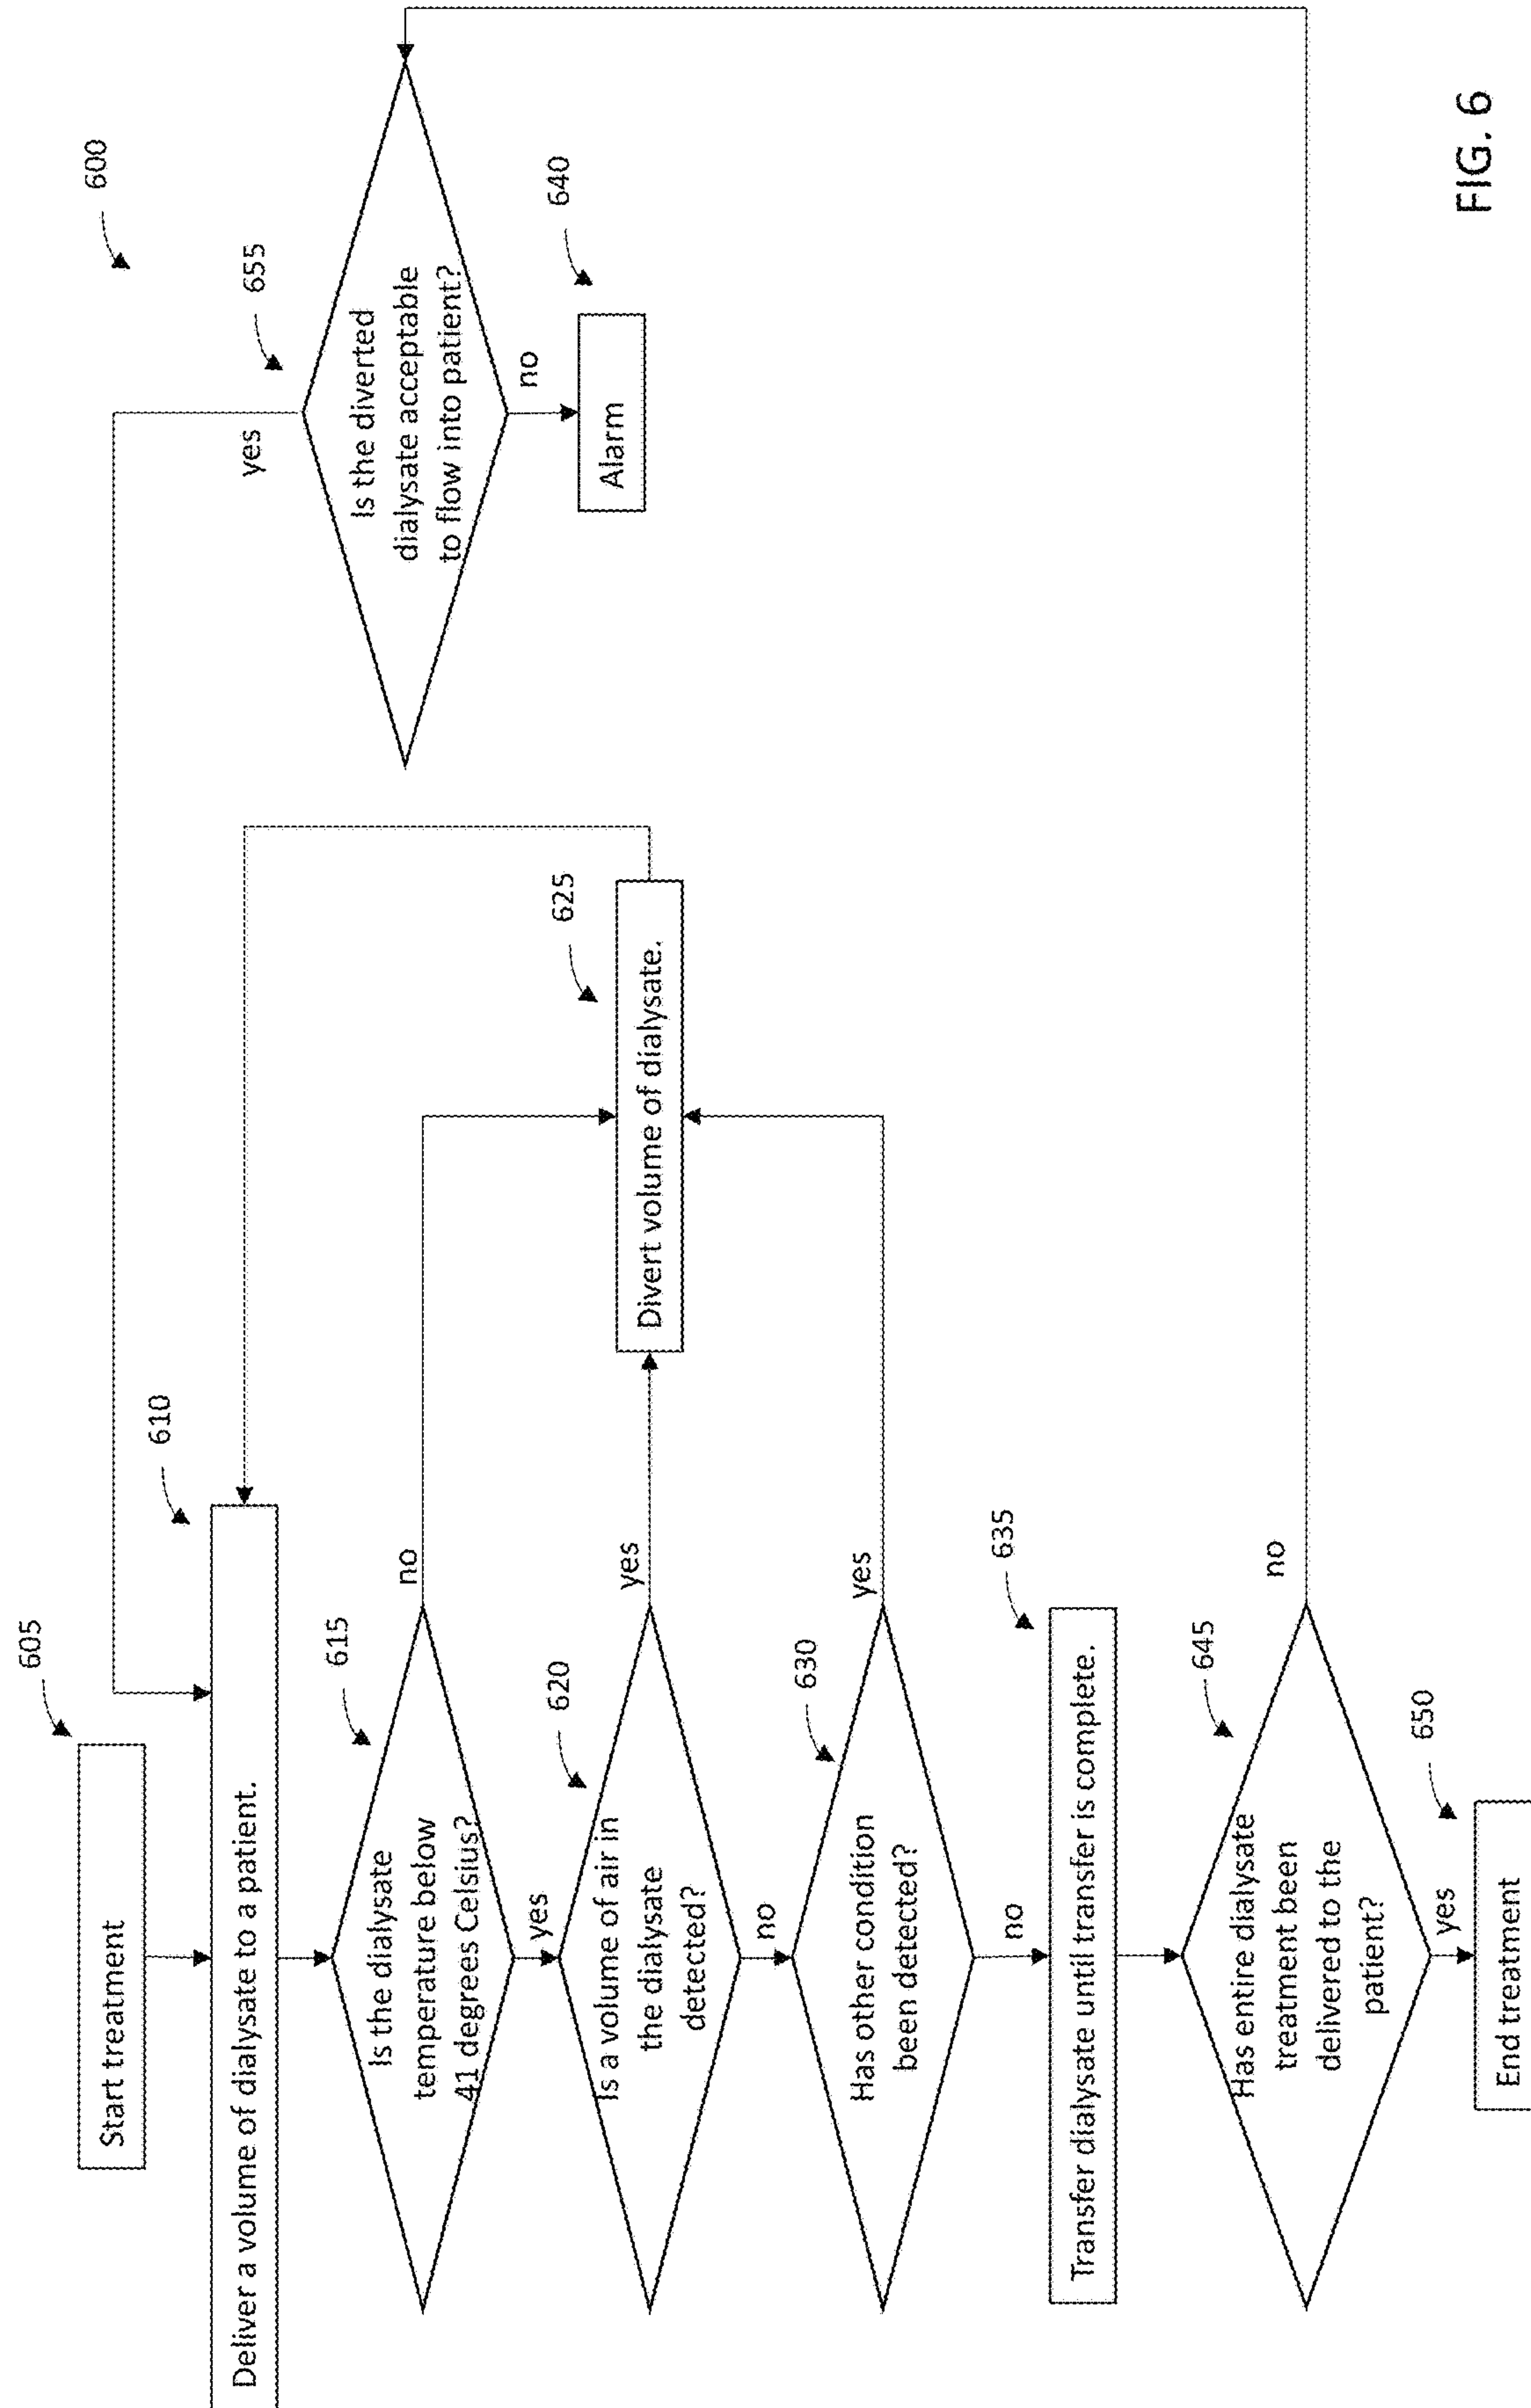 600
605
Start treatment
610
Deliver a volume of dialysate to a patient.
615
Is the dialysate
temperature below
41 degrees Celsius?
no
yes
620
Is a volume of air in
the dialysate
detected?
yes
no
625
Divert volume of dialysate.
630
Has other condition
been detected?
yes
no
635
Transfer dialysate until transfer is complete.
645
Has entire dialysate
treatment been
delivered to the
patient?
no
yes
650
End treatment
655
Is the diverted
dialysate acceptable
to flow into patient?
yes
no
640
Alarm
FIG. 6